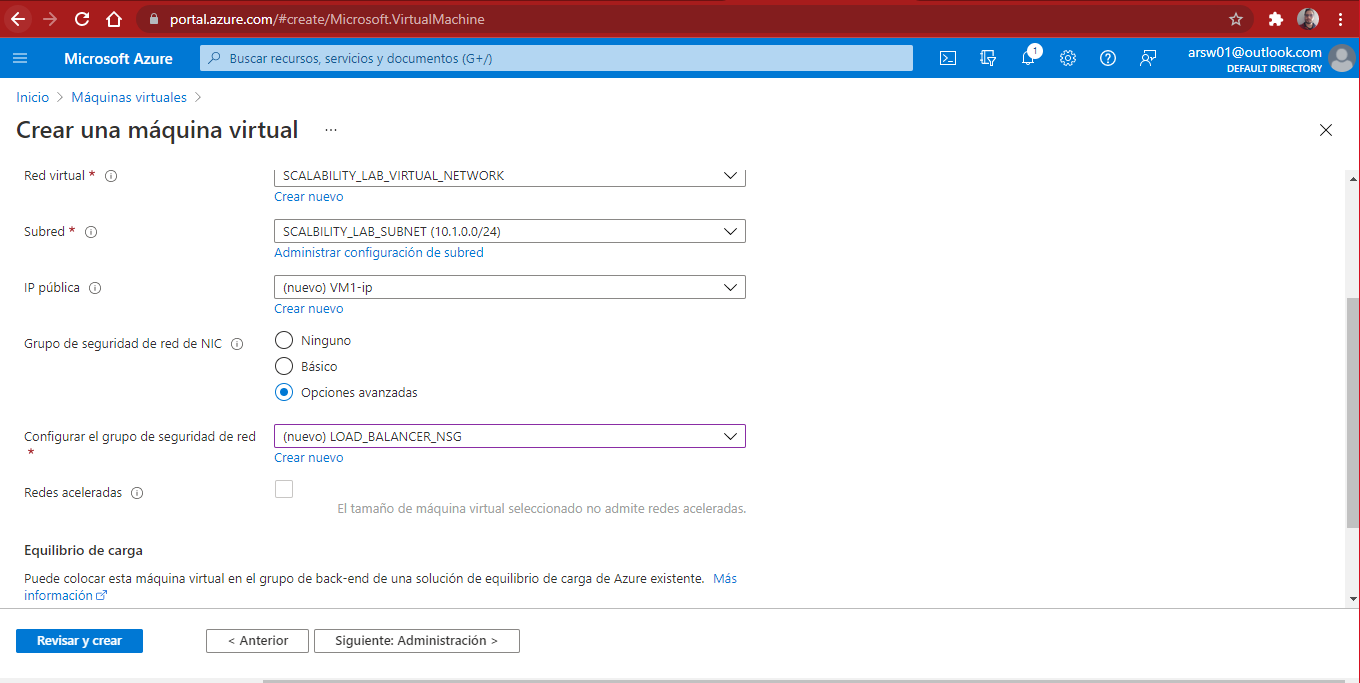 portal.azure.com/#create/Microsoft.VirtualMachine
Microsoft Azure
Buscar recursos, servicios y documentos (G+/)
1
arsw01@outlook.com
DEFAULT DIRECTORY
Inicio > Máquinas virtuales >
Crear una máquina virtual ...
Red virtual *
SCALABILITY_LAB_VIRTUAL_NETWORK
Crear nuevo
Subred *
SCALBILITY_LAB_SUBNET (10.1.0.0/24)
Administrar configuración de subred
IP pública
(nuevo) VM1-ip
Crear nuevo
Grupo de seguridad de red de NIC
Ninguno
Básico
Opciones avanzadas
Configurar el grupo de seguridad de red
*
(nuevo) LOAD_BALANCER_NSG
Crear nuevo
Redes aceleradas
El tamaño de máquina virtual seleccionado no admite redes aceleradas.
Equilibrio de carga
Puede colocar esta máquina virtual en el grupo de back-end de una solución de equilibrio de carga de Azure existente. Más
información
Revisar y crear
< Anterior
Siguiente: Administración >